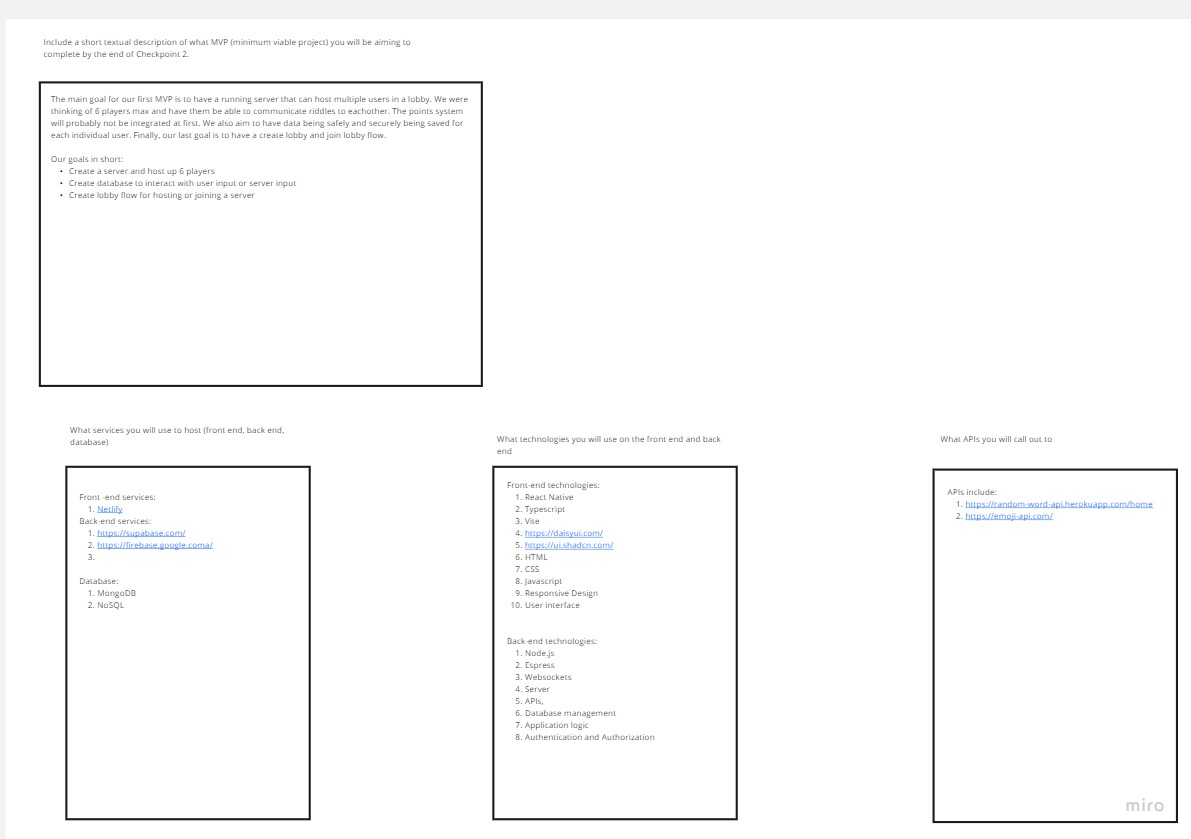 Include a short textual description of what MVP (minimum viable project) you will be aiming to
complete by the end of Checkpoint 2.
The main goal for our first MVP is to have a running server that can host multiple users in a lobby. We were
thinking of 6 players max and have them be able to communicate riddles to eachother. The points system
will probably not be integrated at first. We also aim to have data being safely and securely being saved for
each individual user. Finally, our last goal is to have a create lobby and join lobby flow.
Our goals in short:
• Create a server and host up 6 players
• Create database to interact with user input or server input
• Create lobby flow for hosting or joining a server
What services you will use to host (front end, back end,
database)
Front -end services:
1. Netlify
Back-end services:
1. https://supabase.com/
2. https://firebase.google.coma/
3.
Database:
1. MongoDB
2. NoSQL
What technologies you will use on the front end and back
end
Front-end technologies:
1. React Native
2. Typescript
3. Vite
4. https://daisyui.com/
5. https://ui.shadcn.com/
6. HTML
7. CSS
8. Javascript
9. Responsive Design
10. User interface
Back-end technologies:
1. Node.js
2. Espress
3. Websockets
4. Server
5. APIs,
6. Database management
7. Application logic
8. Authentication and Authorization
What APIs you will call out to
APIs include:
1. https://random-word-api.herokuapp.com/home
2. https://emoji-api.com/
miro